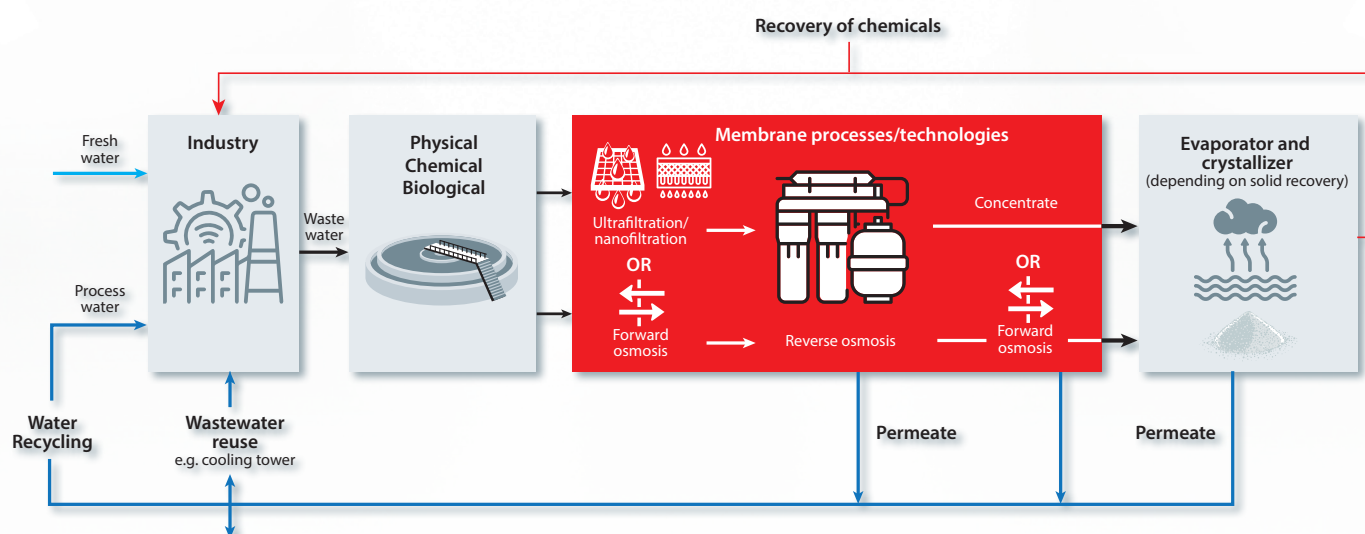 Recovery of chemicals
Fresh
water
Industry
Process
water
Waste
water
Physical
Chemical
Biological
Membrane processes/technologies
Ultrafiltration/
nanofiltration
OR
Forward
osmosis
Reverse osmosis
Concentrate
OR
Forward
osmosis
Evaporator and
crystallizer
(depending on solid recovery)
Water
Recycling
Wastewater
reuse
e.g. cooling tower
Permeate
Permeate